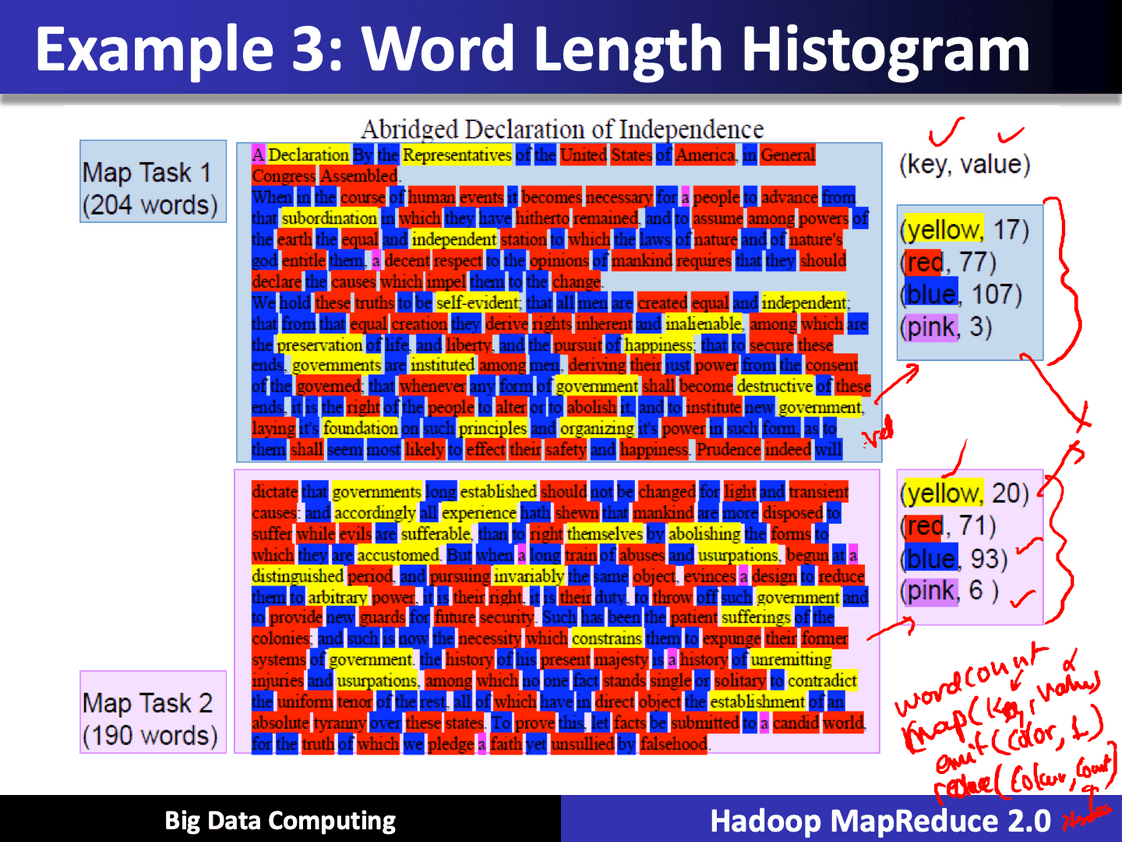 Example 3: Word Length Histogram
Abridged Declaration of Independence
Map Task 1
(204 words)
A Declaration By the Representatives of the United States of America, in General
Congress Assembled.
When in the course of human events it becomes necessary for a people to advance from
that subordination in which they have hitherto remained, and to assume among powers of
the earth the equal and independent station to which the laws of nature and of nature's
god entitle them, a decent respect to the opinions of mankind requires that they should
declare the causes which impel them to the change.
We hold these truths to be self-evident; that all men are created equal and independent;
that from that equal creation they derive rights inherent and inalienable, among which are
the preservation of life, and liberty, and the pursuit of happiness; that to secure these
ends, governments are instituted among men, deriving their just power from the consent
of the governed; that whenever any form of government shall become destructive of these
ends, it is the right of the people to alter or to abolish it, and to institute new government,
laying it's foundation on such principles and organizing it's power in such form, as to
them shall seem most likely to effect their safety and happiness. Prudence indeed will
(key, value)
(yellow, 17)
(red, 77)
(blue, 107)
(pink, 3)
dictate that governments long established should not be changed for light and transient
causes: and accordingly all experience hath shewn that mankind are more disposed to
suffer while evils are sufferable, than to right themselves by abolishing the forms to
which they are accustomed. But when a long train of abuses and usurpations, begun at a
distinguished period, and pursuing invariably the same object, evinces a design to reduce
them to arbitrary power, it is their right, it is their duty, to throw off such government and
to provide new guards for future security. Such has been the patient sufferings of the
colonies; and such is now the necessity which constrains them to expunge their former
systems of government. the history of his present majesty is a history of unremitting
injuries and usurpations, among which no one fact stands single or solitary to contradict
the uniform tenor of the rest, all of which have in direct object the establishment of an
absolute tyranny over these states. To prove this, let facts be submitted to a candid world,
for the truth of which we pledge a faith yet unsullied by falsehood.
Map Task 2
(190 words)
(yellow, 20)
(red, 71)
(blue, 93)
(pink, 6 )
wordcount
map(key, value)
emit(color, 1)
reduce(colour, count)
Big Data Computing
Hadoop MapReduce 2.0